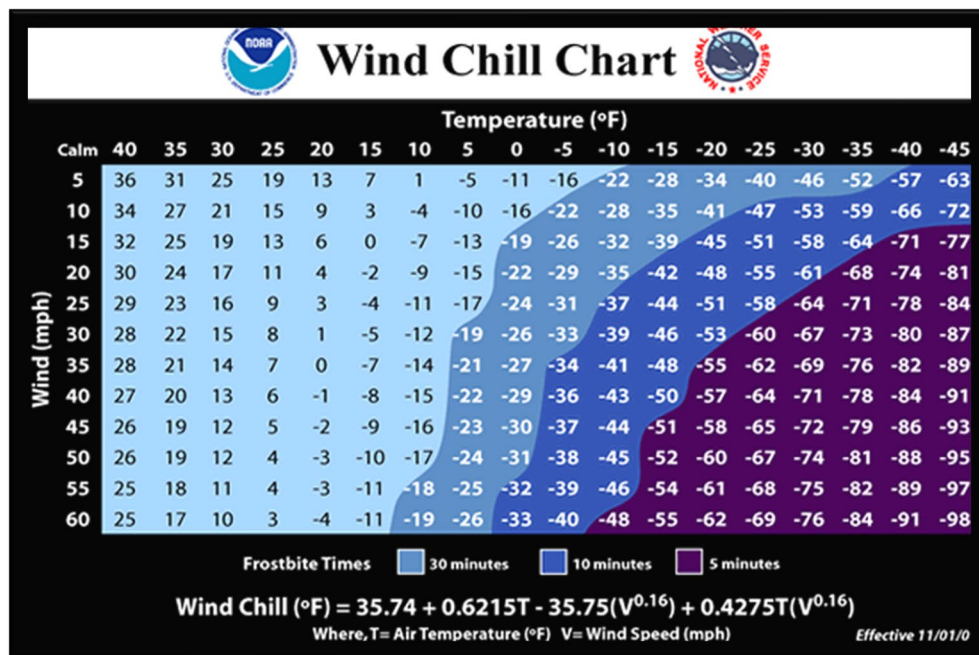 NOAA
Wind Chill Chart
NATIONAL WEATHER SERVICE
Temperature (ºF)
Calm 40 35 30 25 20 15 10 5 0 -5 -10 -15 -20 -25 -30 -35 -40 -45
Wind (mph)
5 36 31 25 19 13 7 1 -5 -11 -16 -22 -28 -34 -40 -46 -52 -57 -63
10 34 27 21 15 9 3 -4 -10 -16 -22 -28 -35 -41 -47 -53 -59 -66 -72
15 32 25 19 13 6 0 -7 -13 -19 -26 -32 -39 -45 -51 -58 -64 -71 -77
20 30 24 17 11 4 -2 -9 -15 -22 -29 -35 -42 -48 -55 -61 -68 -74 -81
25 29 23 16 9 3 -4 -11 -17 -24 -31 -37 -44 -51 -58 -64 -71 -78 -84
30 28 22 15 8 1 -5 -12 -19 -26 -33 -39 -46 -53 -60 -67 -73 -80 -87
35 28 21 14 7 0 -7 -14 -21 -27 -34 -41 -48 -55 -62 -69 -76 -82 -89
40 27 20 13 6 -1 -8 -15 -22 -29 -36 -43 -50 -57 -64 -71 -78 -84 -91
45 26 19 12 5 -2 -9 -16 -23 -30 -37 -44 -51 -58 -65 -72 -79 -86 -93
50 26 19 12 4 -3 -10 -17 -24 -31 -38 -45 -52 -60 -67 -74 -81 -88 -95
55 25 18 11 4 -3 -11 -18 -25 -32 -39 -46 -54 -61 -68 -75 -82 -89 -97
60 25 17 10 3 -4 -11 -19 -26 -33 -40 -48 -55 -62 -69 -76 -84 -91 -98
Frostbite Times 30 minutes 10 minutes 5 minutes
Wind Chill (ºF) = 35.74 + 0.6215T - 35.75(V0.16) + 0.4275T(V0.16)
Where, T= Air Temperature (ºF) V= Wind Speed (mph)
Effective 11/01/0